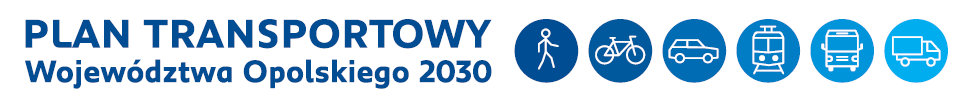 PLAN TRANSPORTOWY
Województwa Opolskiego 2030